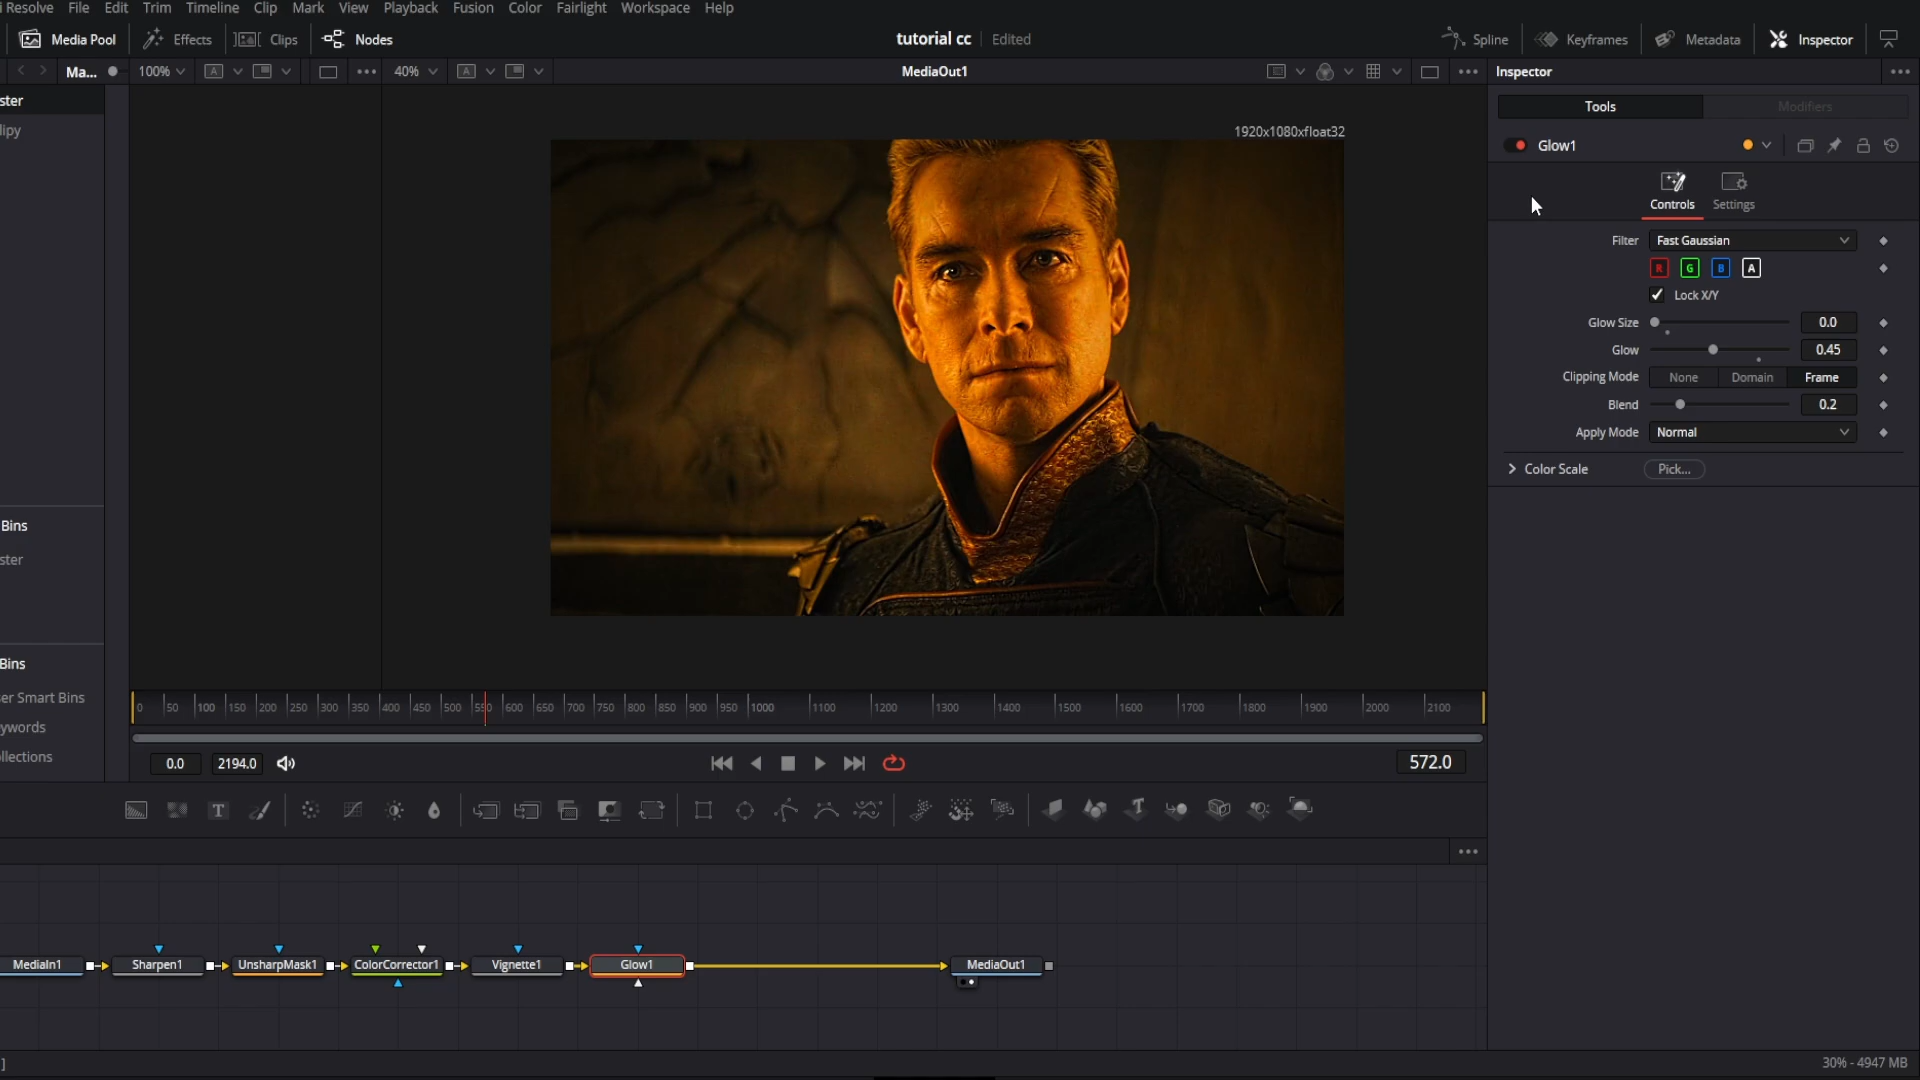 i Resolve File Edit Trim Timeline Clip Mark View Playback Fusion Color Fairlight Workspace Help
Media Pool Effects Clips Nodes tutorial cc Edited Spline Keyframes Metadata Inspector
Ma... 100% A 40% A MediaOut1 Inspector
ster
lipy
Bins
ster
Bins
er Smart Bins
ywords
llections
1920x1080xfloat32
Tools Modifiers
Glow1
Controls Settings
Filter Fast Gaussian
R G B A
Lock X/Y
Glow Size 0.0
Glow 0.45
Clipping Mode None Domain Frame
Blend 0.2
Apply Mode Normal
Color Scale Pick...
0 50 100 150 200 250 300 350 400 450 500 550 600 650 700 750 800 850 900 950 1000 1100 1200 1300 1400 1500 1600 1700 1800 1900 2000 2100
0.0 2194.0 572.0
T T
MediaIn1 Sharpen1 UnsharpMask1 ColorCorrector1 Vignette1 Glow1 MediaOut1
] 30% - 4947 MB